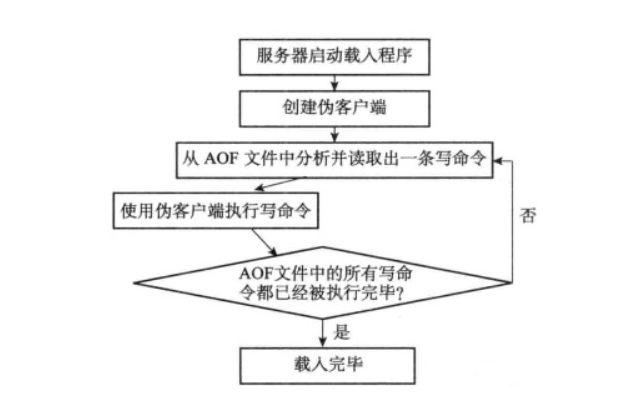 服务器启动载入程序
创建伪客户端
从 AOF 文件中分析并读取出一条写命令
使用伪客户端执行写命令
否
AOF文件中的所有写命
令都已经被执行完毕?
是
载入完毕